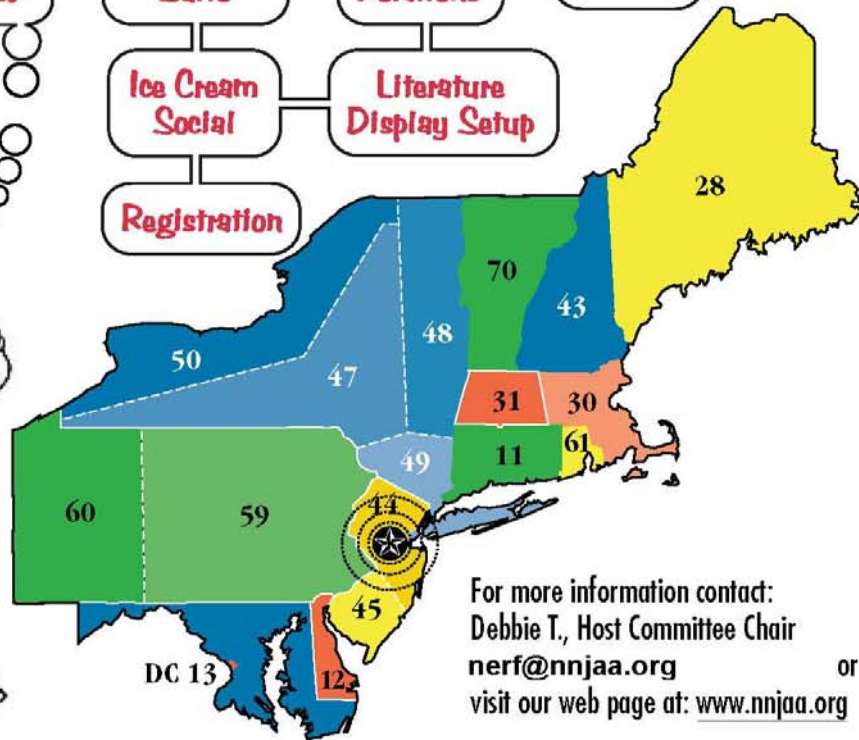 Ice Cream
Social
Literature
Display Setup
Registration
28
70
43
48
50
47
31
30
61
11
49
44
60
59
45
DC 13
12
For more information contact:
Debbie T., Host Committee Chair
nerf@nnjaa.org or
visit our web page at: www.nnjaa.org